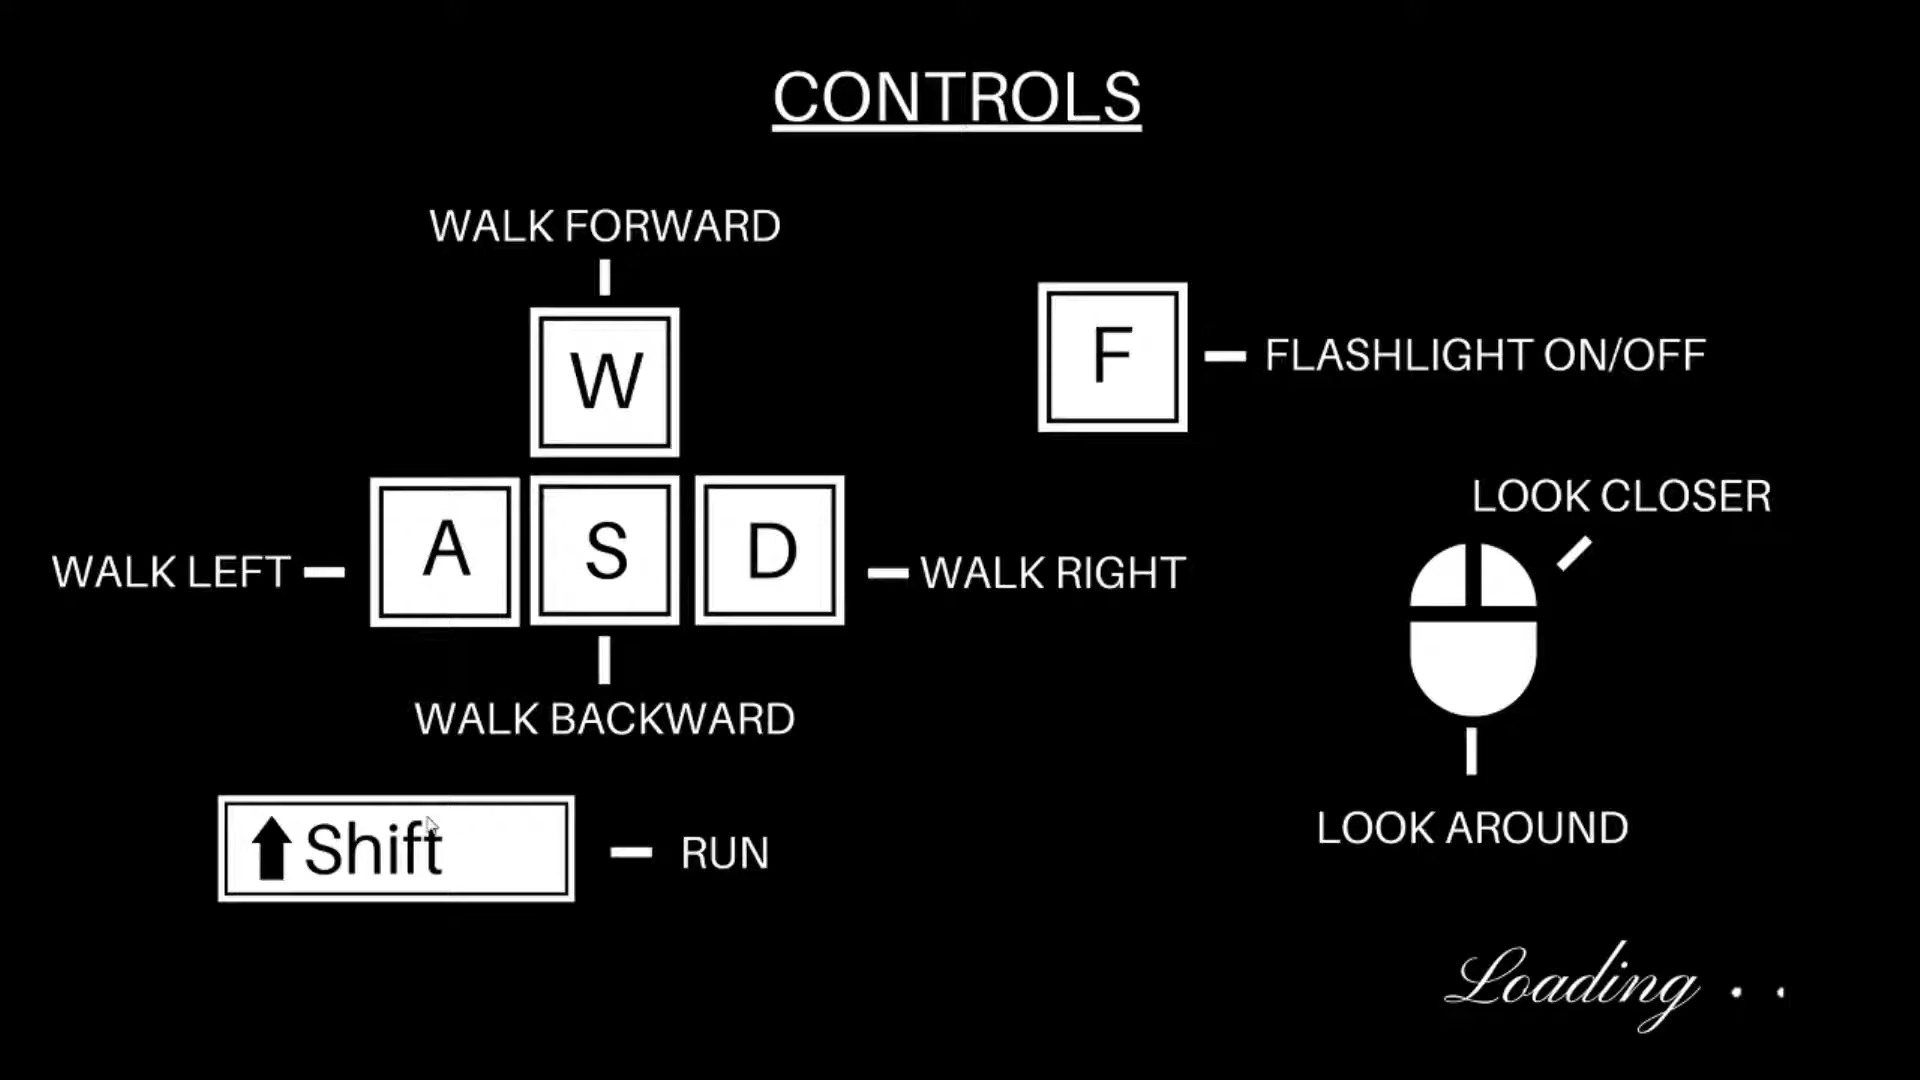 CONTROLS
WALK FORWARD
W
F
FLASHLIGHT ON/OFF
LOOK CLOSER
WALK LEFT
A
S
D
WALK RIGHT
WALK BACKWARD
LOOK AROUND
Shift
RUN
Loading . .